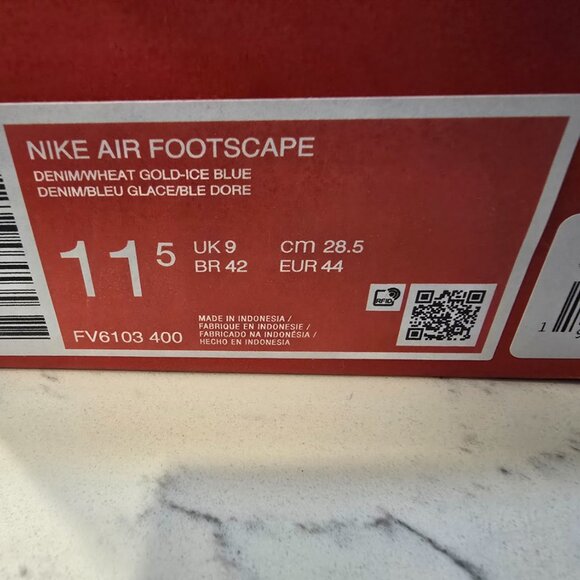 NIKE AIR FOOTSCAPE
DENIM/WHEAT GOLD-ICE BLUE
DENIM/BLEU GLACE/BLE DORE
11 5 UK 9 cm 28.5
BR 42 EUR 44
RFID
MADE IN INDONESIA /
FABRIQUE EN INDONESIE /
FABRICADO NA INDONÉSIA /
HECHO EN INDONESIA
FV6103 400
1